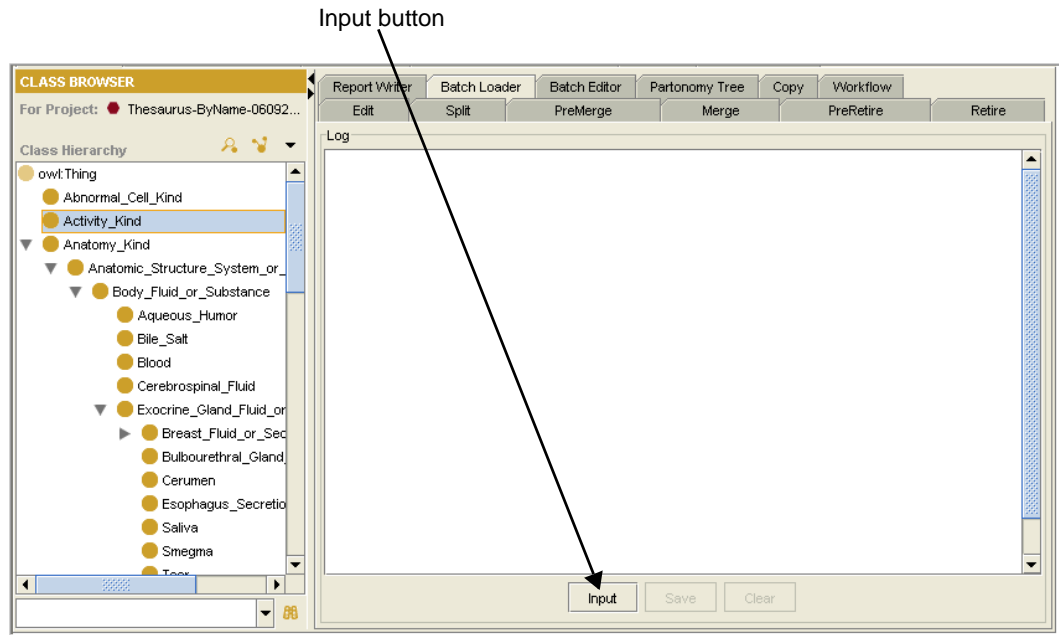 Input button
CLASS BROWSER
For Project: Thesaurus-ByName-06092...
Class Hierarchy
owl:Thing
Abnormal_Cell_Kind
Activity_Kind
Anatomy_Kind
Anatomic_Structure_System_or_
Body_Fluid_or_Substance
Aqueous_Humor
Bile_Salt
Blood
Cerebrospinal_Fluid
Exocrine_Gland_Fluid_or
Breast_Fluid_or_Sec
Bulbourethral_Gland_
Cerumen
Esophagus_Secretio
Saliva
Smegma
Tear
Report Writer Batch Loader Batch Editor Partonomy Tree Copy Workflow
Edit Split PreMerge Merge PreRetire Retire
Log
Input Save Clear